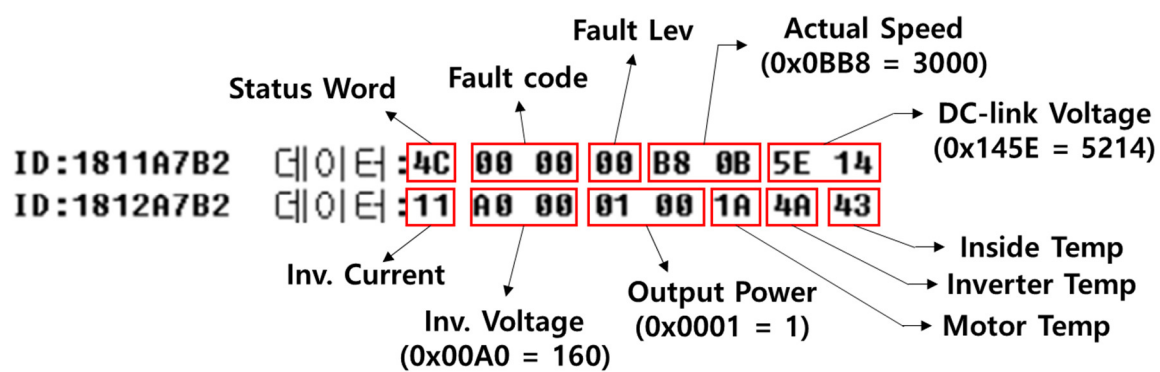 Fault Lev
Actual Speed
(0x0BB8 = 3000)
Status Word
Fault code
DC-link Voltage
(0x145E = 5214)
ID:1811A7B2 데이터:4C 00 00 00 B8 0B 5E 14
ID:1812A7B2 데이터:11 A0 00 01 00 1A 4A 43
Inv. Current
Inv. Voltage
(0x00A0 = 160)
Output Power
(0x0001 = 1)
Inside Temp
Inverter Temp
Motor Temp